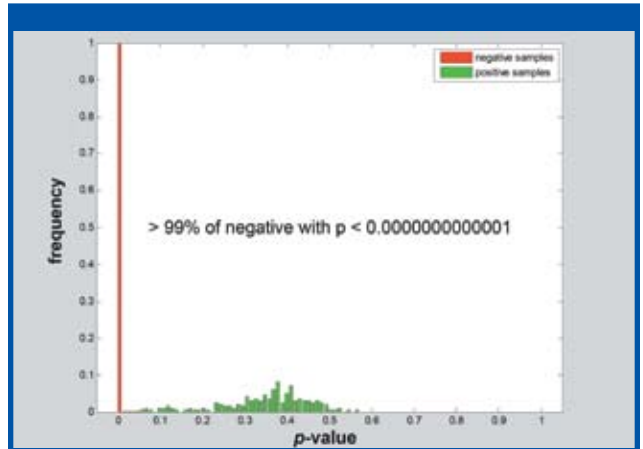 1
0.9
0.8
0.7
0.6
0.5
0.4
0.3
0.2
0.1
0
frequency
negative samples
positive samples
> 99% of negative with p < 0.0000000000001
0 0.1 0.2 0.3 0.4 0.5 0.6 0.7 0.8 0.9 1
p-value